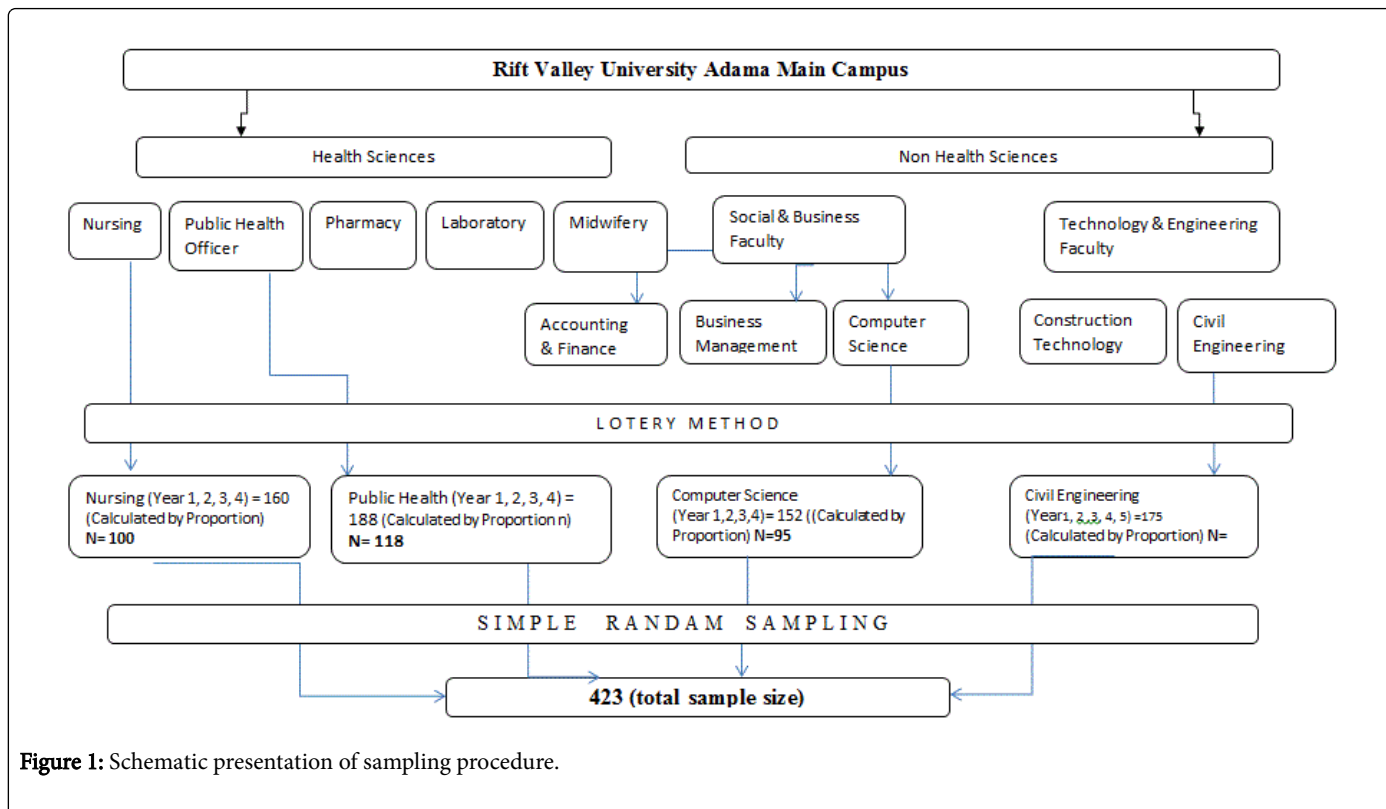 Rift Valley University Adama Main Campus
Health Sciences
Non Health Sciences
Nursing
Public Health
Officer
Pharmacy
Laboratory
Midwifery
Social & Business
Faculty
Technology & Engineering
Faculty
Accounting
& Finance
Business
Management
Computer
Science
Construction
Technology
Civil
Engineering
LOTERY METHOD
Nursing (Year 1, 2, 3, 4) = 160
(Calculated by Proportion)
N= 100
Public Health (Year 1, 2, 3, 4) =
188 (Calculated by Proportion n)
N= 118
Computer Science
(Year 1,2,3,4)= 152 ((Calculated by
Proportion) N=95
Civil Engineering
(Year1, 2 ,3, 4, 5) =175
(Calculated by Proportion) N=
SIMPLE RANDAM SAMPLING
423 (total sample size)
Figure 1: Schematic presentation of sampling procedure.